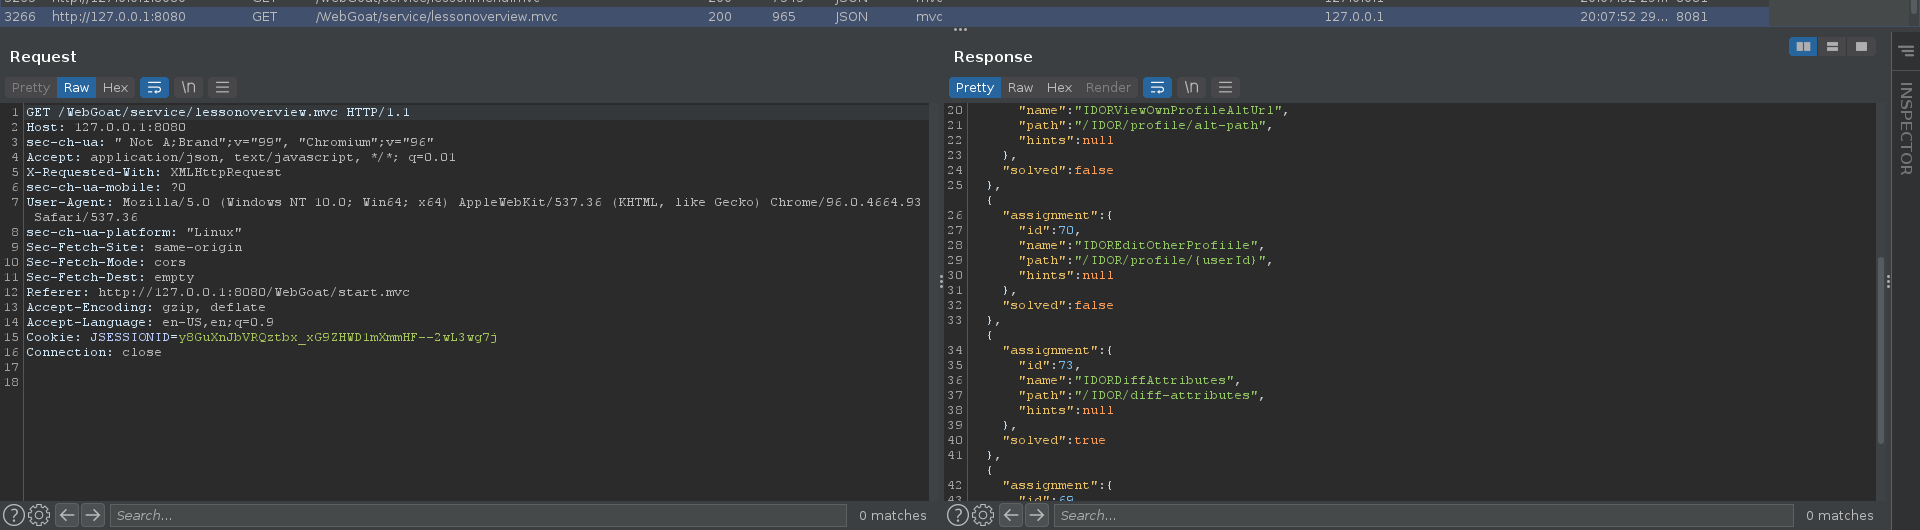 3266 http://127.0.0.1:8080 GET /WebGoat/service/lessonoverview.mvc 200 965 JSON mvc 127.0.0.1 20:07:52 29... 8081
Request
Pretty Raw Hex \n
1 GET /WebGoat/service/lessonoverview.mvc HTTP/1.1
2 Host: 127.0.0.1:8080
3 sec-ch-ua: " Not A;Brand";v="99", "Chromium";v="96"
4 Accept: application/json, text/javascript, */*; q=0.01
5 X-Requested-With: XMLHttpRequest
6 sec-ch-ua-mobile: ?0
7 User-Agent: Mozilla/5.0 (Windows NT 10.0; Win64; x64) AppleWebKit/537.36 (KHTML, like Gecko) Chrome/96.0.4664.93
Safari/537.36
8 sec-ch-ua-platform: "Linux"
9 Sec-Fetch-Site: same-origin
10 Sec-Fetch-Mode: cors
11 Sec-Fetch-Dest: empty
12 Referer: http://127.0.0.1:8080/WebGoat/start.mvc
13 Accept-Encoding: gzip, deflate
14 Accept-Language: en-US,en;q=0.9
15 Cookie: JSESSIONID=y8GuXnJbVRQztbx_xG9ZHWD1mXmmHF--2wL3wg7j
16 Connection: close
17
18
Search...
0 matches
Response
Pretty Raw Hex Render \n
20 "name":"IDORViewOwnProfileAltUrl",
21 "path":"/IDOR/profile/alt-path",
22 "hints":null
23 },
24 "solved":false
25 },
{
26 "assignment":{
27 "id":70,
28 "name":"IDOREditOtherProfiile",
29 "path":"/IDOR/profile/{userId}",
30 "hints":null
31 },
32 "solved":false
33 },
{
34 "assignment":{
35 "id":73,
36 "name":"IDORDiffAttributes",
37 "path":"/IDOR/diff-attributes",
38 "hints":null
39 },
40 "solved":true
41 },
{
42 "assignment":{
43 "id":69
Search...
0 matches
INSPECTOR